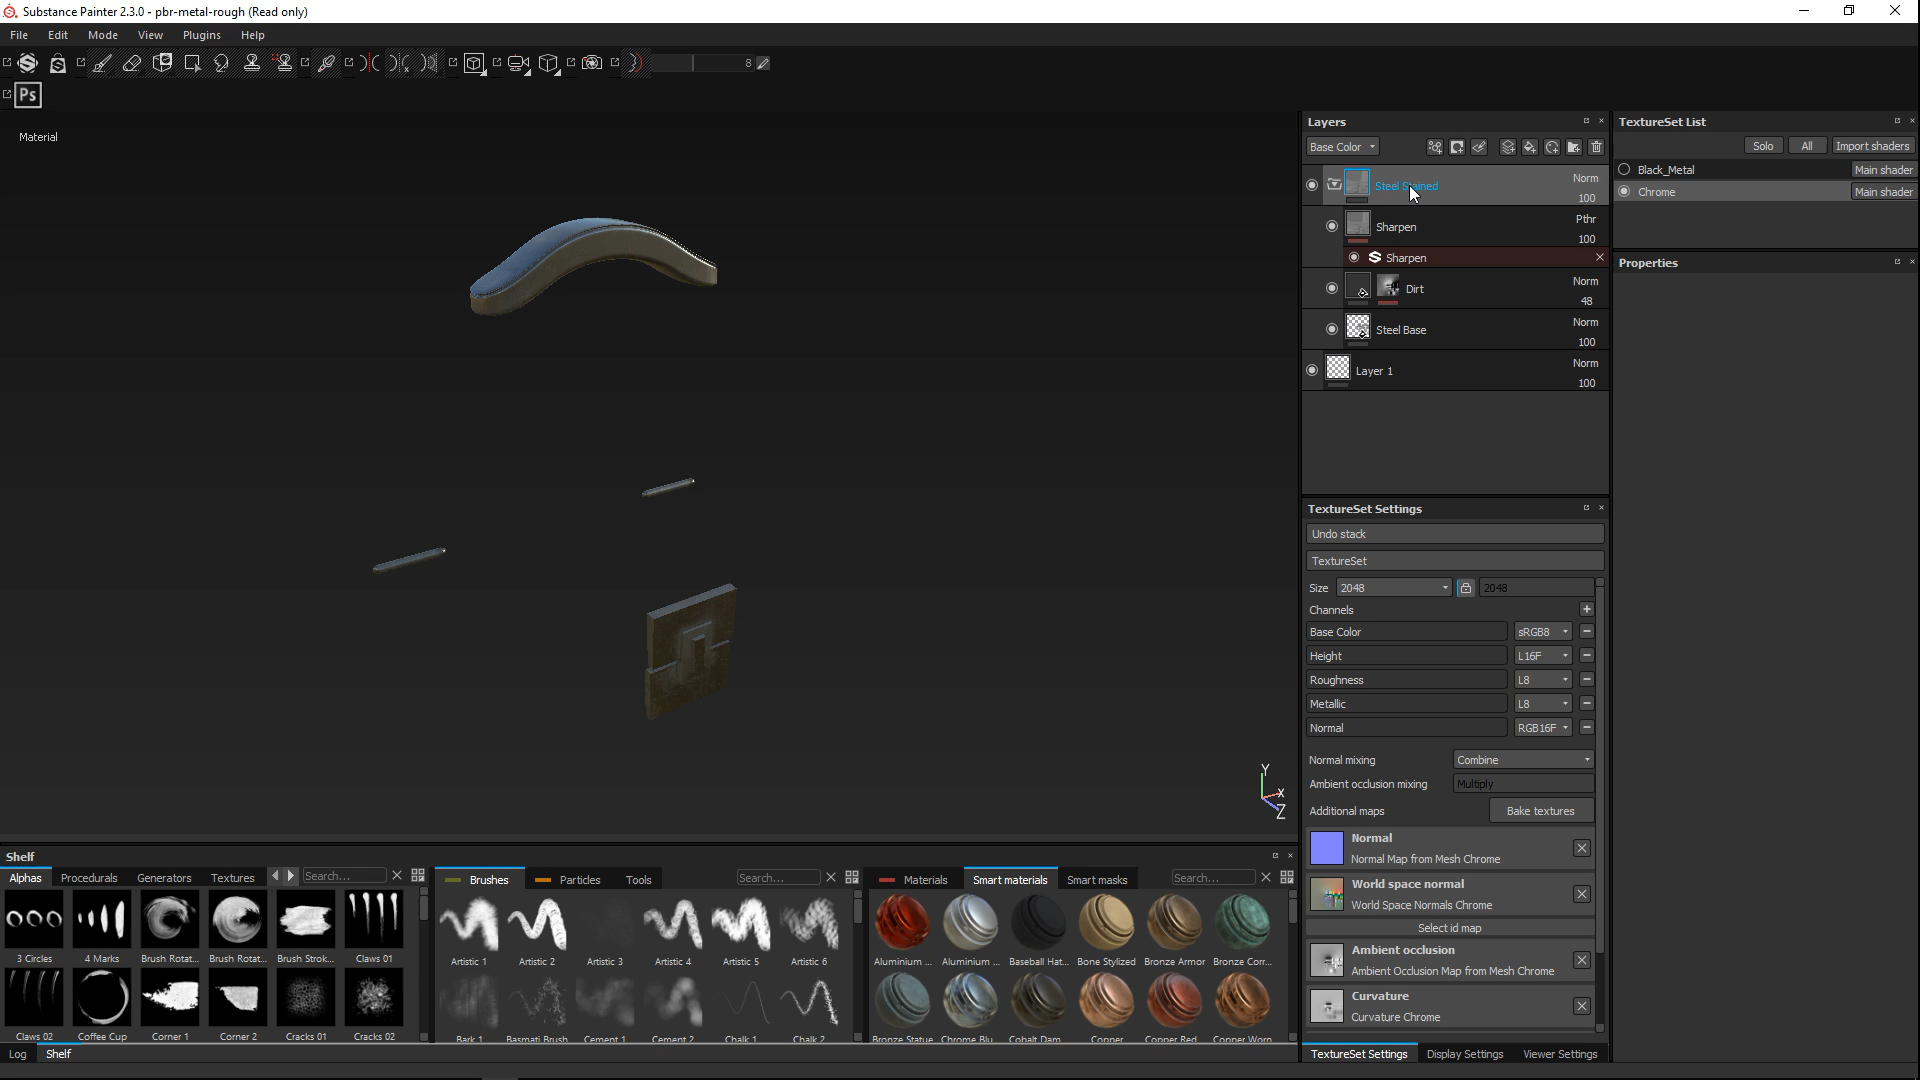 Substance Painter 2.3.0 - pbr-metal-rough (Read only)
File Edit Mode View Plugins Help
8
Ps
Material
Layers
Base Color
Steel Stained Norm 100
Sharpen Pthr 100
Sharpen
Dirt Norm 48
Steel Base Norm 100
Layer 1 Norm 100
TextureSet List
Solo All Import shaders
Black_Metal Main shader
Chrome Main shader
Properties
TextureSet Settings
Undo stack
TextureSet
Size 2048 2048
Channels
Base Color sRGB8
Height L16F
Roughness L8
Metallic L8
Normal RGB16F
Normal mixing Combine
Ambient occlusion mixing Multiply
Additional maps Bake textures
Normal
Normal Map from Mesh Chrome
World space normal
World Space Normals Chrome
Select id map
Ambient occlusion
Ambient Occlusion Map from Mesh Chrome
Curvature
Curvature Chrome
TextureSet Settings Display Settings Viewer Settings
Y
X
Z
Shelf
Alphas Procedurals Generators Textures Search...
3 Circles 4 Marks Brush Rotat... Brush Rotat... Brush Strok... Claws 01
Claws 02 Coffee Cup Corner 1 Corner 2 Cracks 01 Cracks 02
Brushes Particles Tools Search...
Artistic 1 Artistic 2 Artistic 3 Artistic 4 Artistic 5 Artistic 6
Bark 1 Basmati Brush Cement 1 Cement 2 Chalk 1 Chalk 2
Materials Smart materials Smart masks Search...
Aluminium ... Aluminium ... Baseball Hat... Bone Stylized Bronze Armor Bronze Corr...
Bronze Statue Chrome Blu... Cobalt Dam... Copper Copper Red... Copper Worn
Log Shelf